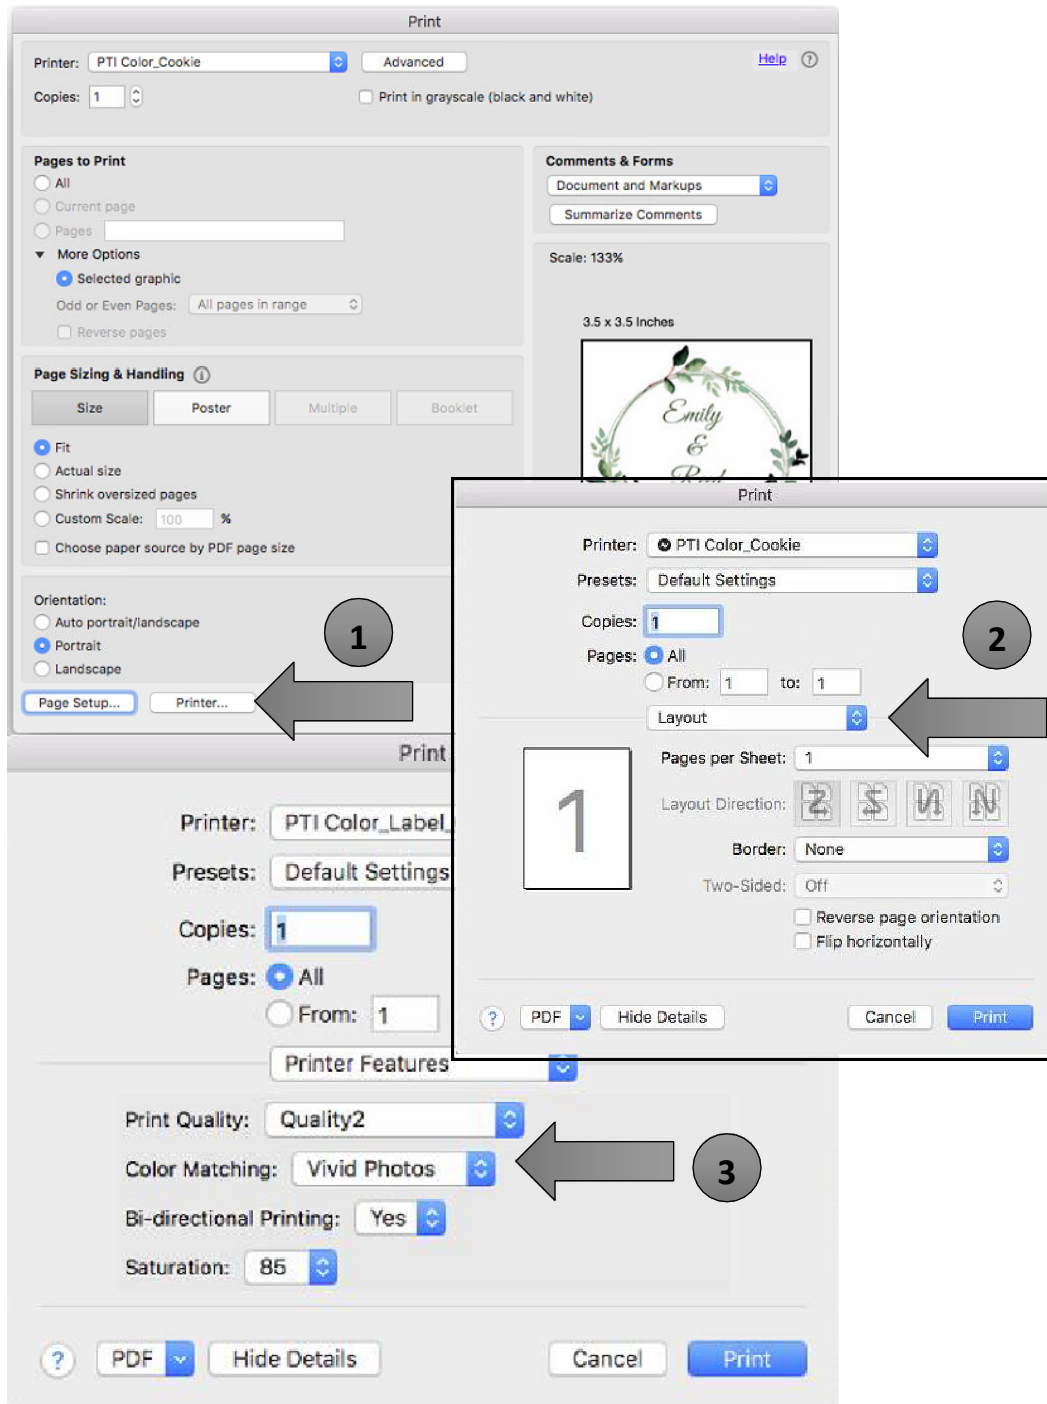 Print
Printer: PTI Color_Cookie Advanced Help ?
Copies: 1 Print in grayscale (black and white)
Pages to Print
All
Current page
Pages
More Options
Selected graphic
Odd or Even Pages: All pages in range
Reverse pages
Comments & Forms
Document and Markups
Summarize Comments
Scale: 133%
3.5 x 3.5 Inches
Emily
&
Page Sizing & Handling i
Size Poster Multiple Booklet
Fit
Actual size
Shrink oversized pages
Custom Scale: 100 %
Choose paper source by PDF page size
Orientation:
Auto portrait/landscape
Portrait
Landscape
Page Setup... Printer...
1
Print
Printer: PTI Color_Cookie
Presets: Default Settings
Copies: 1
Pages: All
From: 1 to: 1
Layout
2
1
Pages per Sheet: 1
Layout Direction:
Border: None
Two-Sided: Off
Reverse page orientation
Flip horizontally
? PDF Hide Details Cancel Print
Print
Printer: PTI Color_Label_
Presets: Default Settings
Copies: 1
Pages: All
From: 1
Printer Features
Print Quality: Quality2
Color Matching: Vivid Photos
3
Bi-directional Printing: Yes
Saturation: 85
? PDF Hide Details Cancel Print